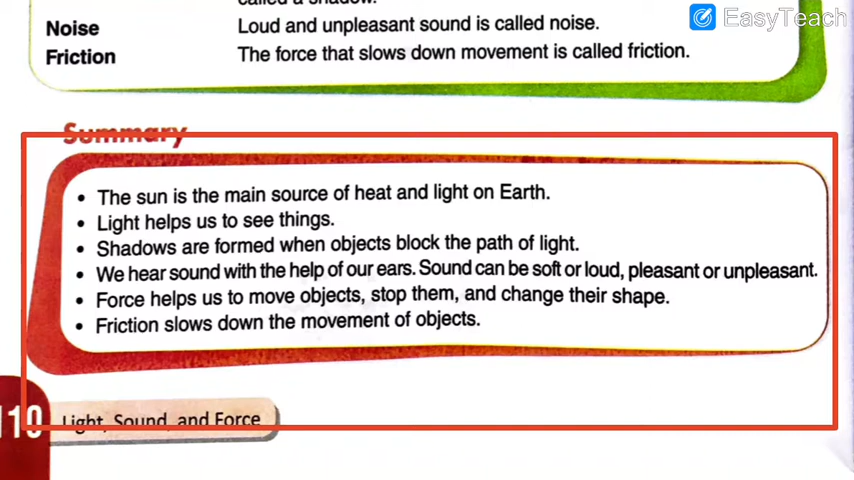 called a shadow.
EasyTeach
Noise Loud and unpleasant sound is called noise.
Friction The force that slows down movement is called friction.
Summary
• The sun is the main source of heat and light on Earth.
• Light helps us to see things.
• Shadows are formed when objects block the path of light.
• We hear sound with the help of our ears. Sound can be soft or loud, pleasant or unpleasant.
• Force helps us to move objects, stop them, and change their shape.
• Friction slows down the movement of objects.
110 Light, Sound, and Force